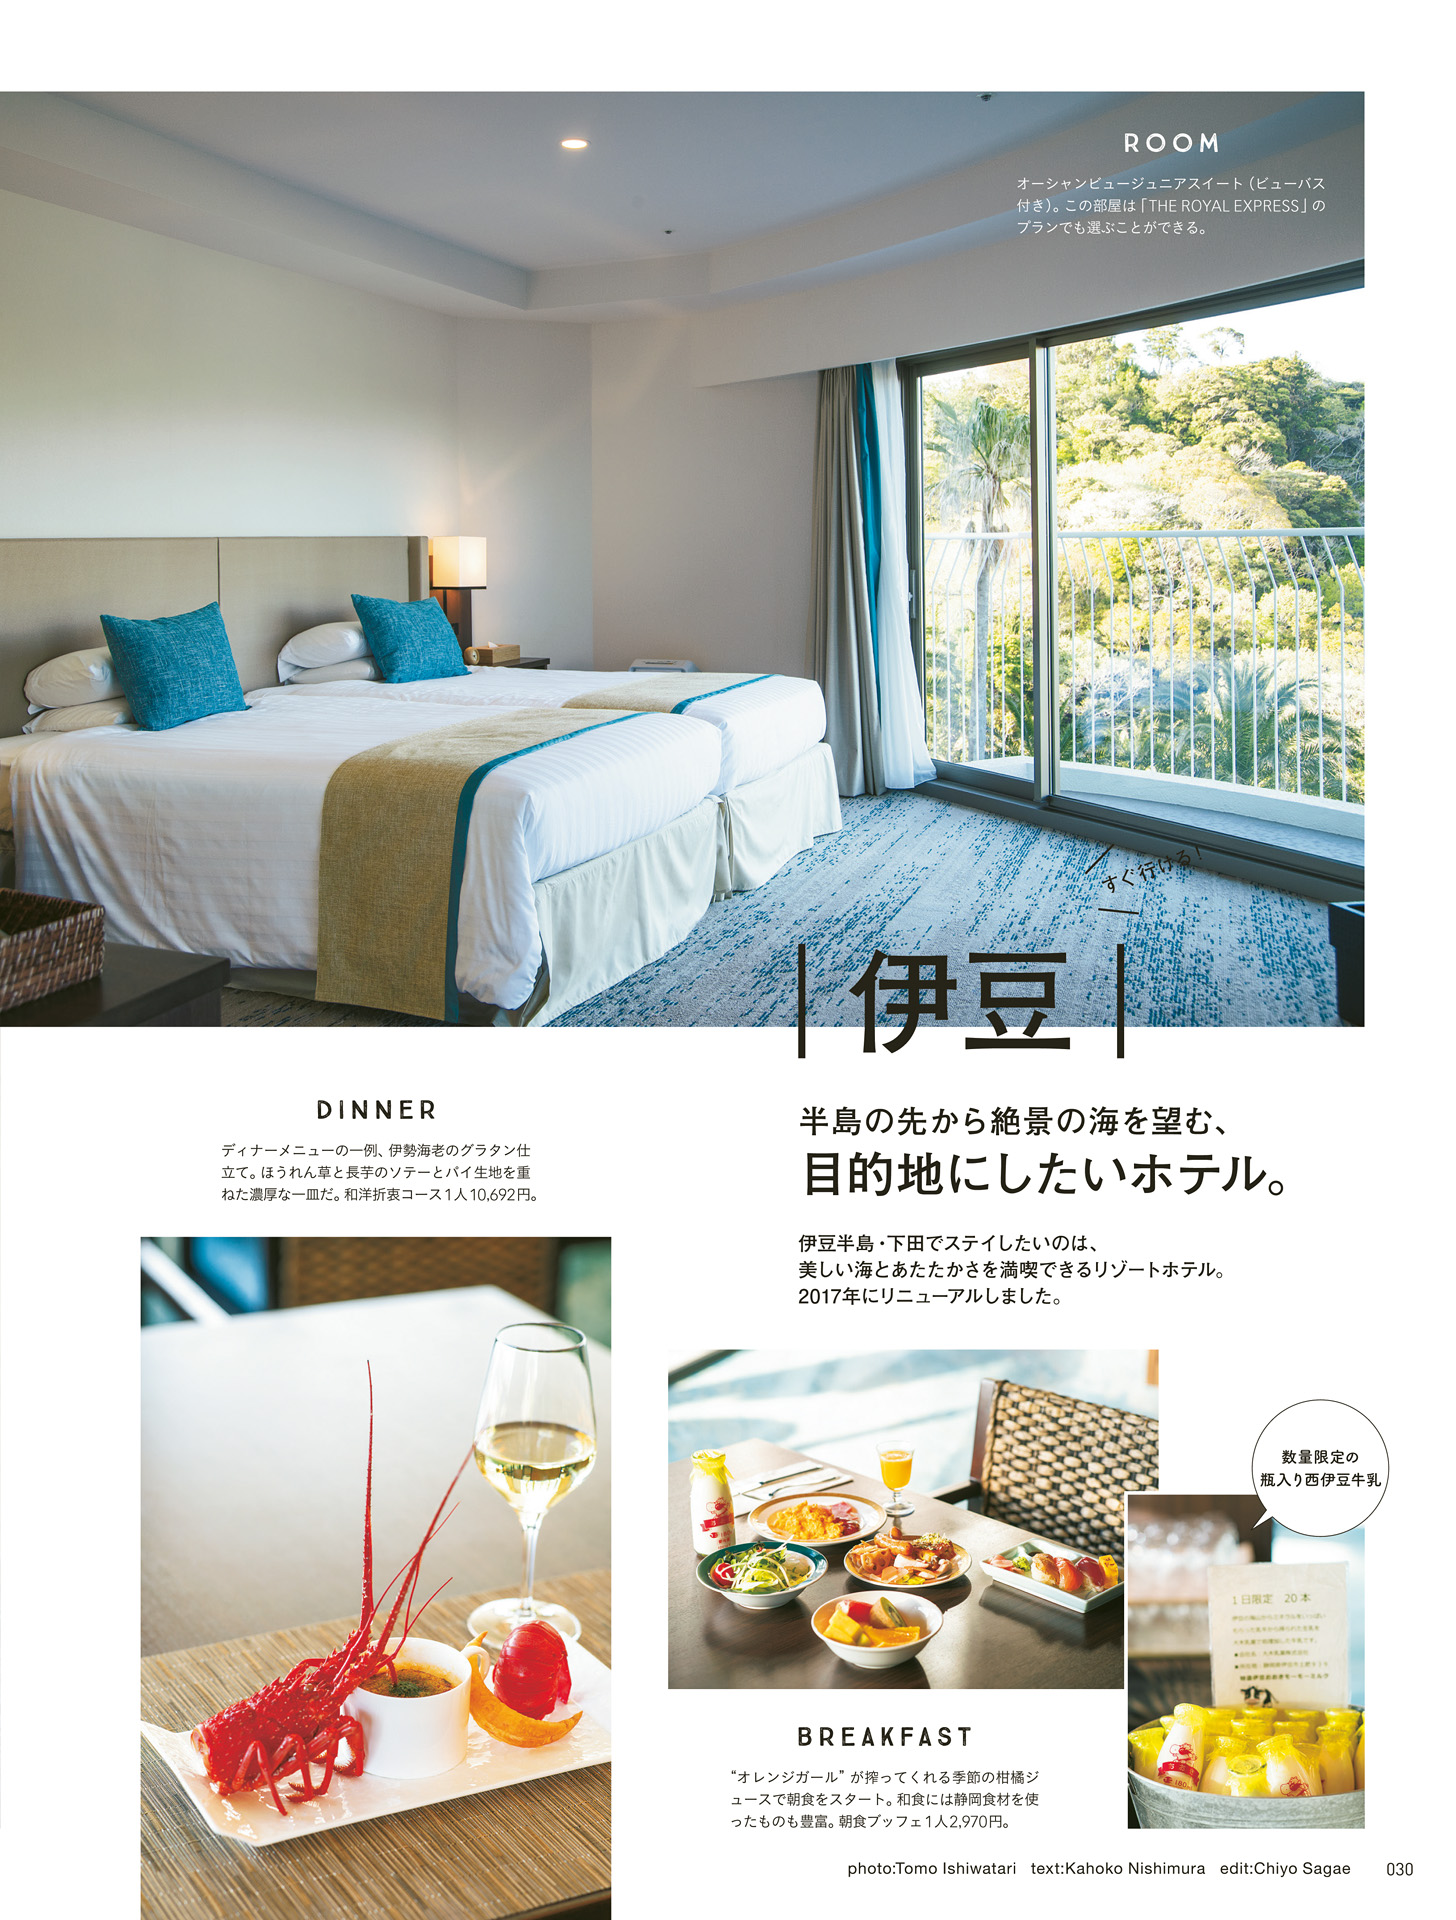 ROOM
オーシャンビュージュニアスイート（ビューバス
付き）。この部屋は「THE ROYAL EXPRESS」の
プランでも選ぶことができる。
すぐ行ける！
伊豆
半島の先から絶景の海を望む、
目的地にしたいホテル。
伊豆半島・下田でステイしたいのは、
美しい海とあたたかさを満喫できるリゾートホテル。
2017年にリニューアルしました。
DINNER
ディナーメニューの一例、伊勢海老のグラタン仕
立て。ほうれん草と長芋のソテーとパイ生地を重
ねた濃厚な一皿だ。和洋折衷コース1人10,692円。
数量限定の
瓶入り西伊豆牛乳
1日限定 20本
BREAKFAST
“オレンジガール”が搾ってくれる季節の柑橘ジ
ュースで朝食をスタート。和食には静岡食材を使
ったものも豊富。朝食ブッフェ1人2,970円。
photo:Tomo Ishiwatari text:Kahoko Nishimura edit:Chiyo Sagae
030